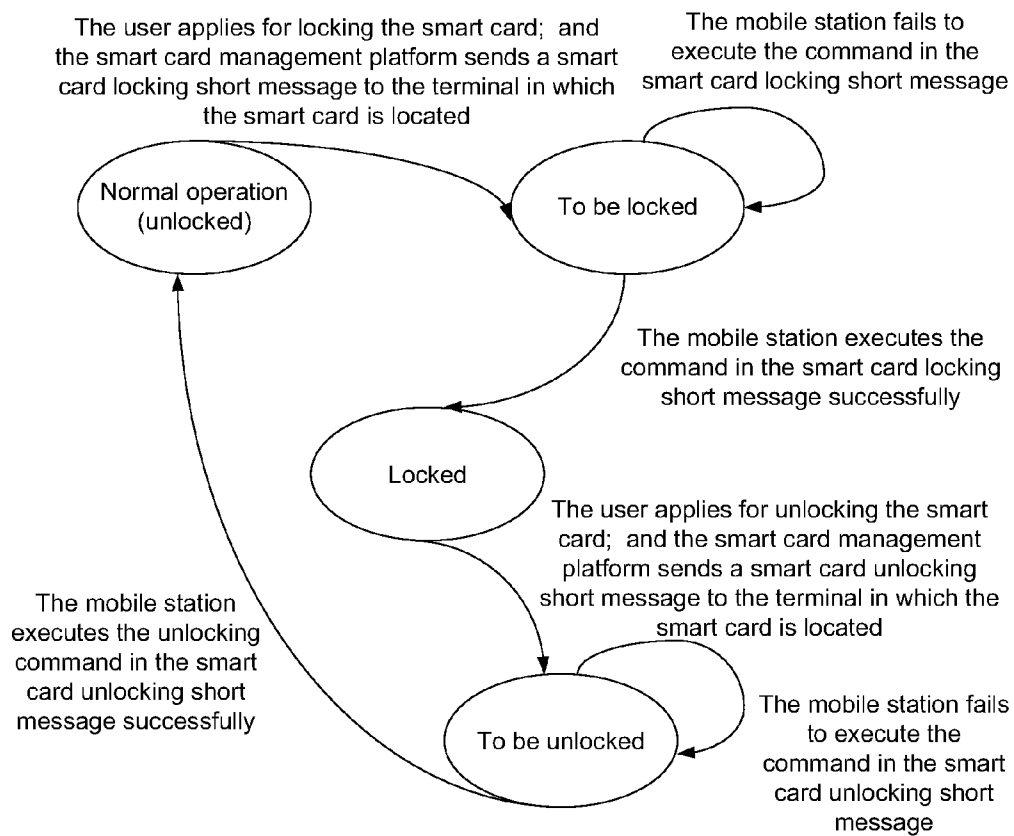 The user applies for locking the smart card; and
the smart card management platform sends a smart
card locking short message to the terminal in which
the smart card is located
The mobile station fails to
execute the command in the
smart card locking short message
Normal operation
(unlocked)
To be locked
The mobile station executes the
command in the smart card locking
short message successfully
Locked
The user applies for unlocking the smart
card; and the smart card management
platform sends a smart card unlocking
short message to the terminal in which the
smart card is located
The mobile station
executes the unlocking
command in the smart
card unlocking short
message successfully
To be unlocked
The mobile station fails
to execute the
command in the smart
card unlocking short
message